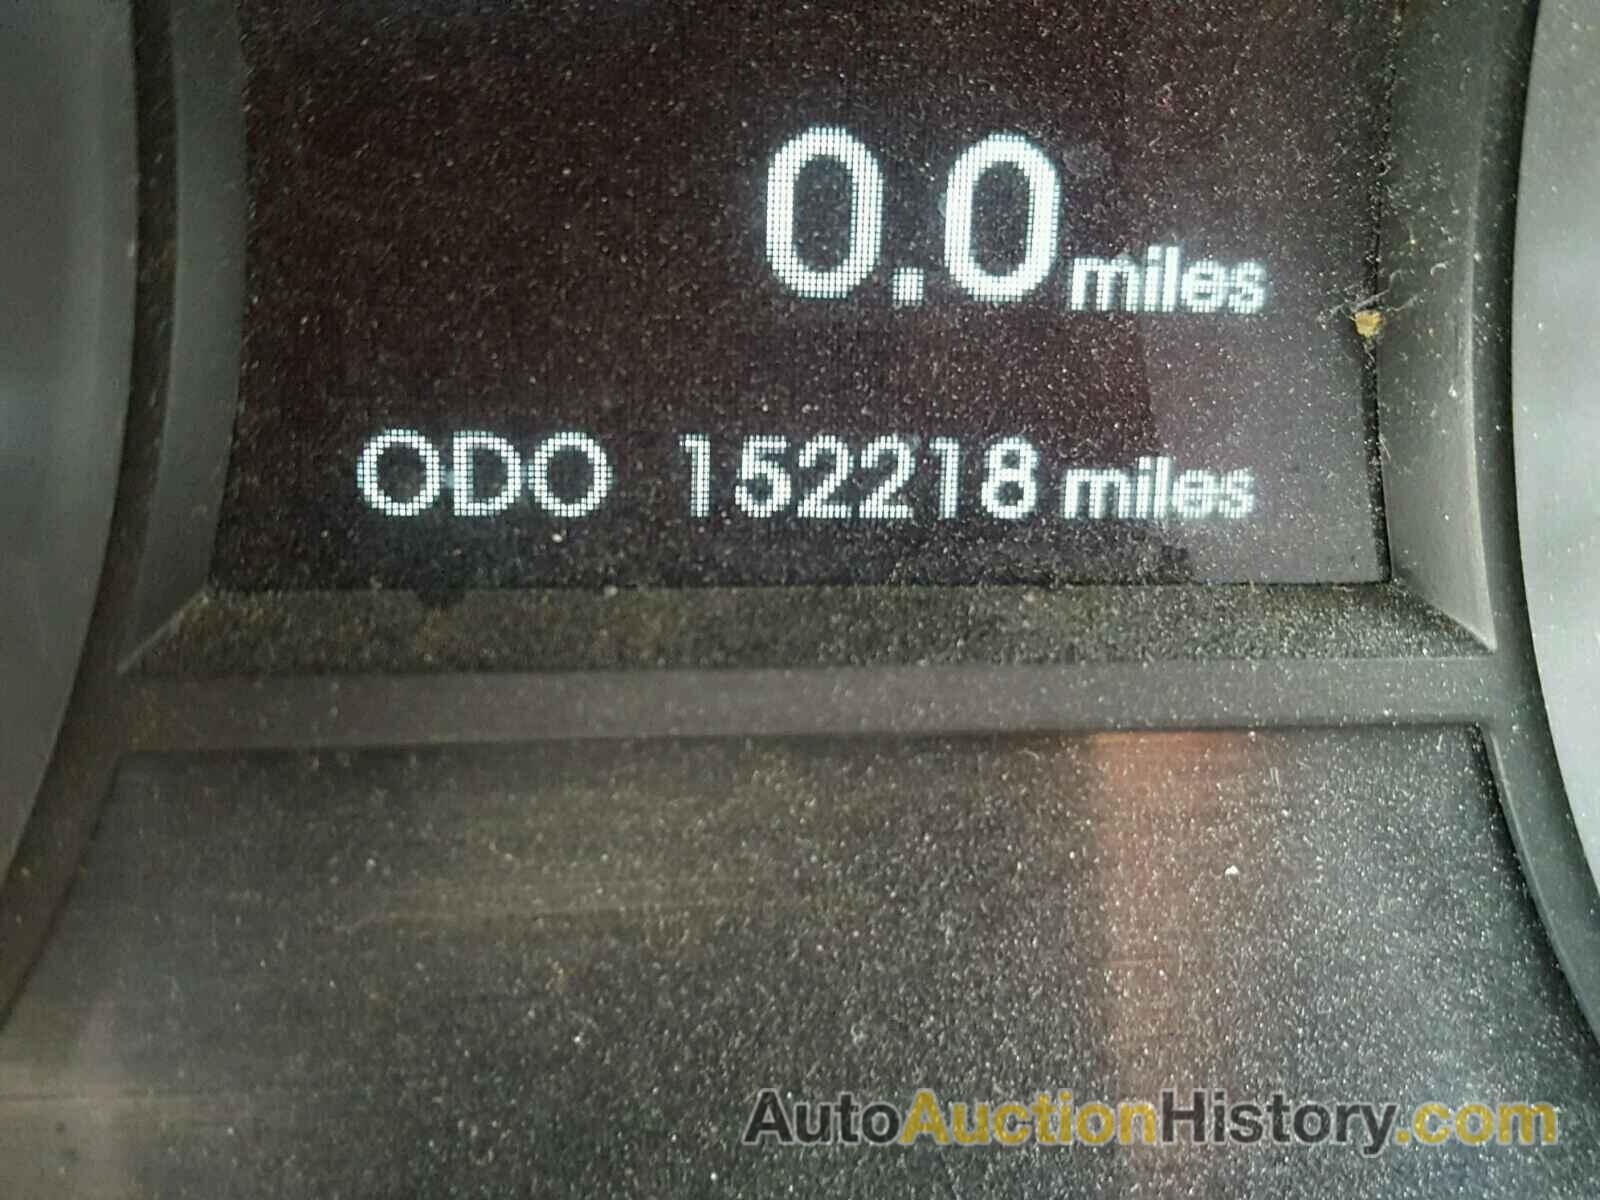 0.0 miles
ODO 152218 miles
AutoAuctionHistory.com